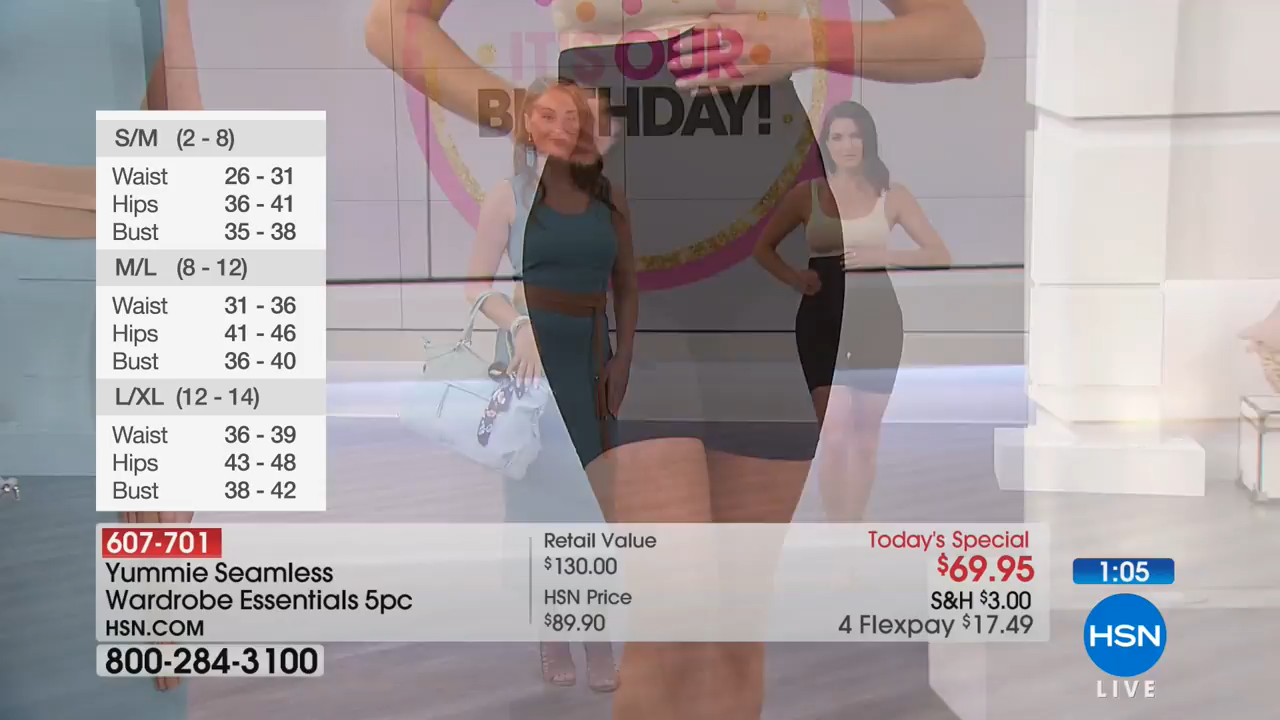 IT'S OUR
BIRTHDAY!
S/M (2 - 8)
Waist 26 - 31
Hips 36 - 41
Bust 35 - 38
M/L (8 - 12)
Waist 31 - 36
Hips 41 - 46
Bust 36 - 40
L/XL (12 - 14)
Waist 36 - 39
Hips 43 - 48
Bust 38 - 42
607-701
Yummie Seamless
Wardrobe Essentials 5pc
HSN.COM
800-284-3100
Retail Value
$130.00
HSN Price
$89.90
Today's Special
$69.95
S&H $3.00
4 Flexpay $17.49
1:05
HSN
LIVE